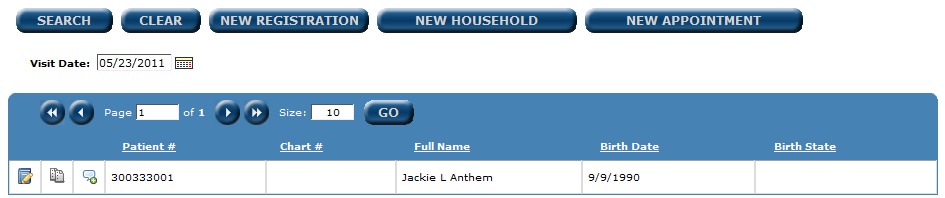 SEARCH CLEAR NEW REGISTRATION NEW HOUSEHOLD NEW APPOINTMENT
Visit Date: 05/23/2011
Page 1 of 1 Size: 10 GO
Patient # Chart # Full Name Birth Date Birth State
300333001 Jackie L Anthem 9/9/1990